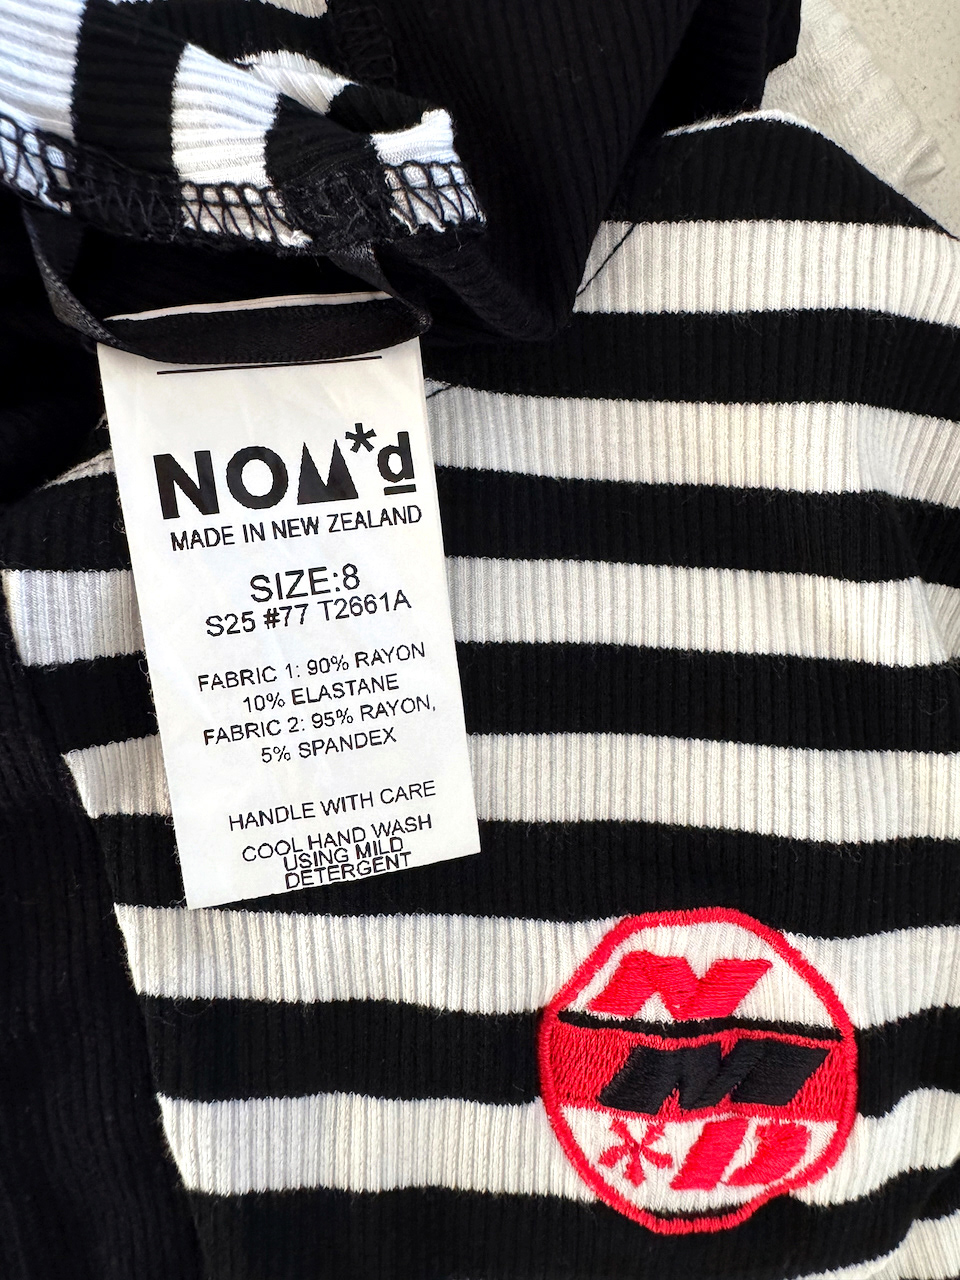 NOM*d
MADE IN NEW ZEALAND
SIZE:8
S25 #77 T2661A
FABRIC 1: 90% RAYON
10% ELASTANE
FABRIC 2: 95% RAYON,
5% SPANDEX
HANDLE WITH CARE
COOL HAND WASH
USING MILD
DETERGENT
N
M
*D